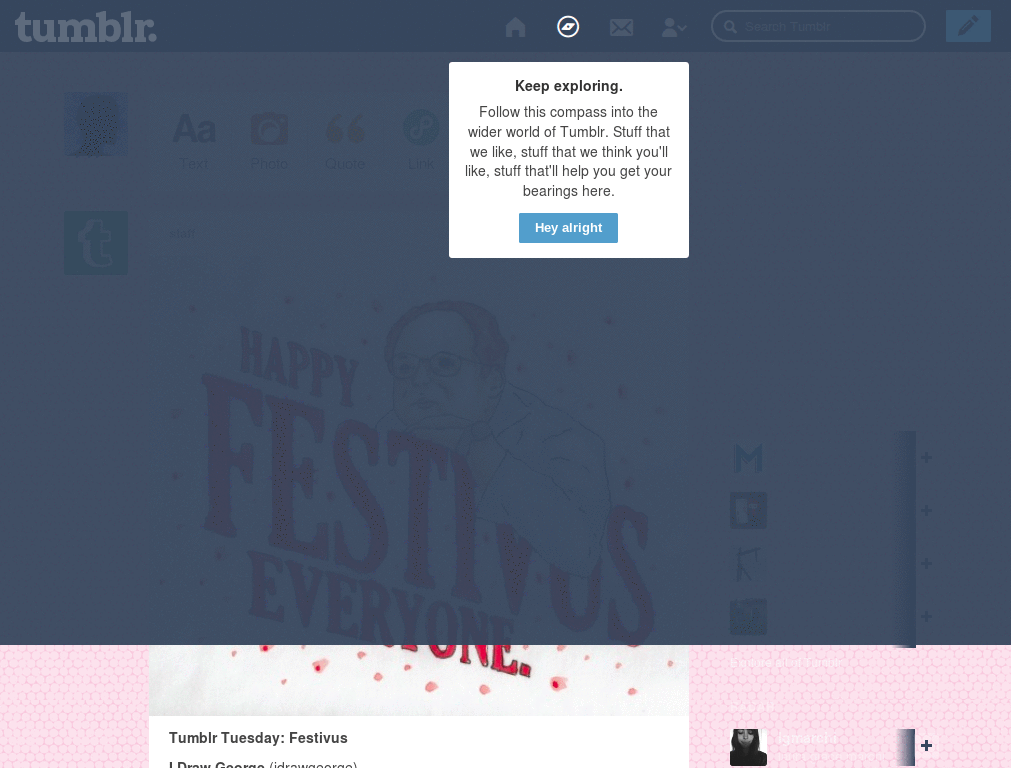 tumblr.
Search Tumblr
Keep exploring.
Follow this compass into the
wider world of Tumblr. Stuff that
we like, stuff that we think you'll
like, stuff that'll help you get your
bearings here.
Hey alright
Aa
Text
Photo
Quote
Link
staff
t
HAPPY
FESTIVUS
EVERYONE.
Tumblr Tuesday: Festivus
I Draw George (idrawgeorge)